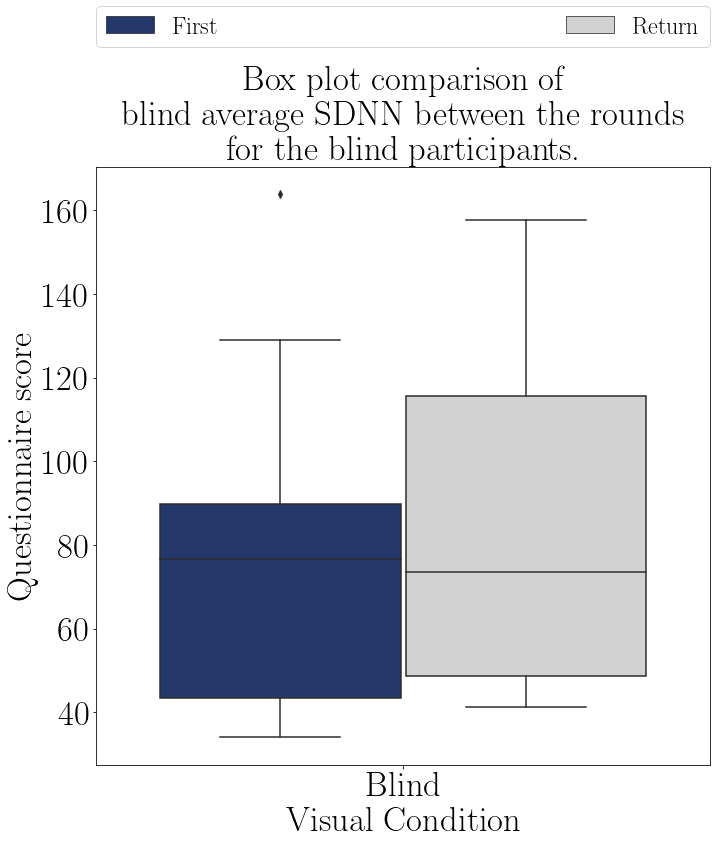 First Return
Box plot comparison of
blind average SDNN between the rounds
for the blind participants.
Questionnaire score
160
140
120
100
80
60
40
Blind
Visual Condition